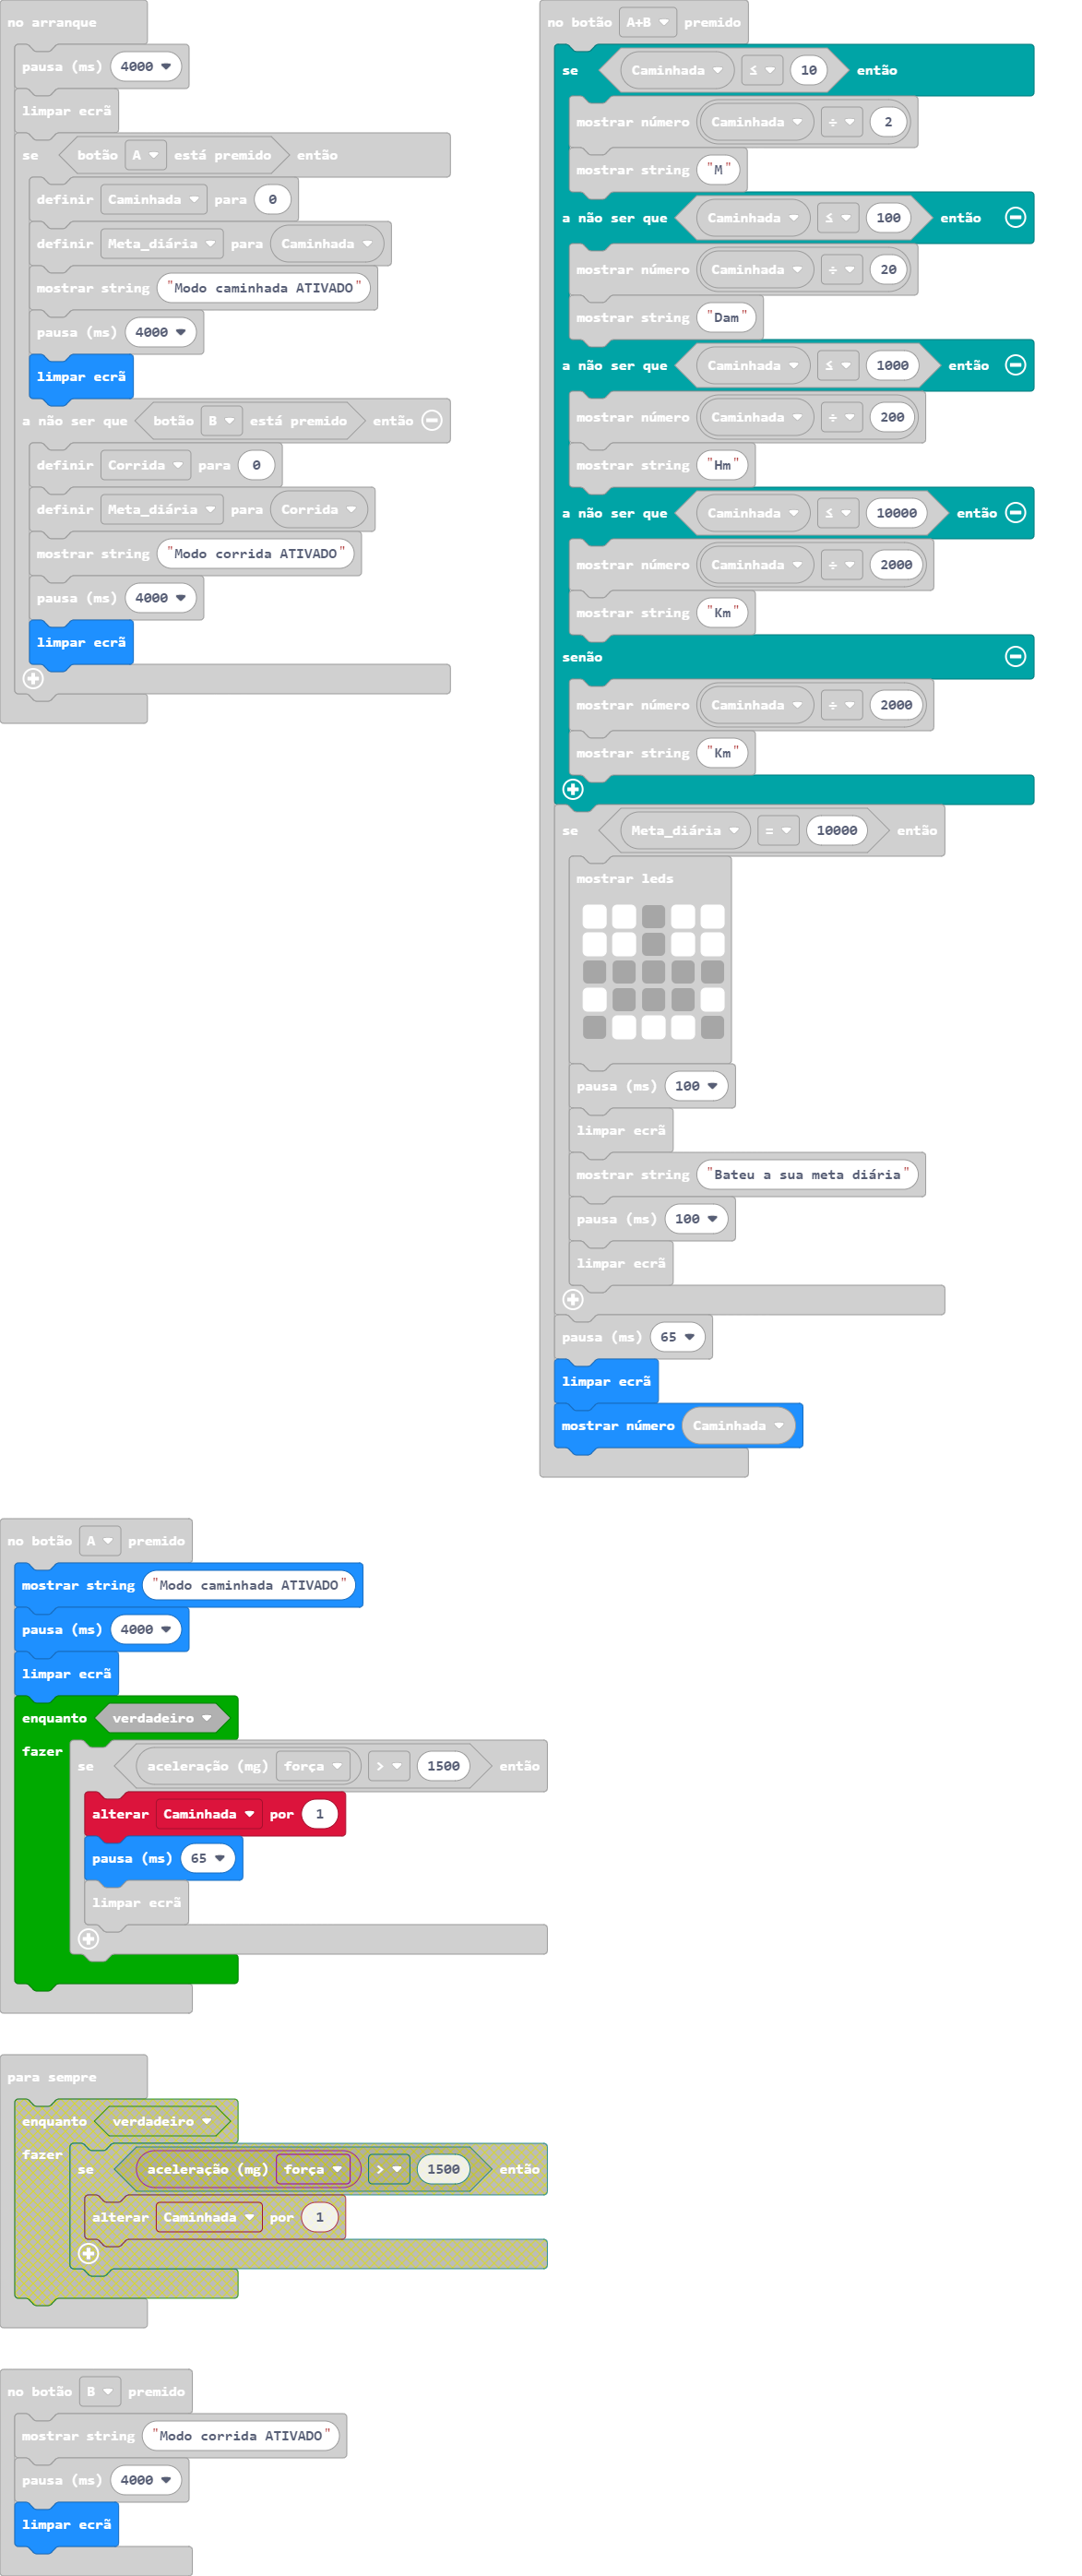 no arranque
pausa (ms) 4000
limpar ecrã
se botão A está premido então
definir Caminhada para 0
definir Meta_diária para Caminhada
mostrar string "Modo caminhada ATIVADO"
pausa (ms) 4000
limpar ecrã
a não ser que botão B está premido então
definir Corrida para 0
definir Meta_diária para Corrida
mostrar string "Modo corrida ATIVADO"
pausa (ms) 4000
limpar ecrã
no botão A+B premido
se Caminhada ≤ 10 então
mostrar número Caminhada ÷ 2
mostrar string "M"
a não ser que Caminhada ≤ 100 então
mostrar número Caminhada ÷ 20
mostrar string "Dam"
a não ser que Caminhada ≤ 1000 então
mostrar número Caminhada ÷ 200
mostrar string "Hm"
a não ser que Caminhada ≤ 10000 então
mostrar número Caminhada ÷ 2000
mostrar string "Km"
senão
mostrar número Caminhada ÷ 2000
mostrar string "Km"
se Meta_diária = 10000 então
mostrar leds
pausa (ms) 100
limpar ecrã
mostrar string "Bateu a sua meta diária"
pausa (ms) 100
limpar ecrã
pausa (ms) 65
limpar ecrã
mostrar número Caminhada
no botão A premido
mostrar string "Modo caminhada ATIVADO"
pausa (ms) 4000
limpar ecrã
enquanto verdadeiro
fazer se aceleração (mg) força > 1500 então
alterar Caminhada por 1
pausa (ms) 65
limpar ecrã
para sempre
enquanto verdadeiro
fazer se aceleração (mg) força > 1500 então
alterar Caminhada por 1
no botão B premido
mostrar string "Modo corrida ATIVADO"
pausa (ms) 4000
limpar ecrã